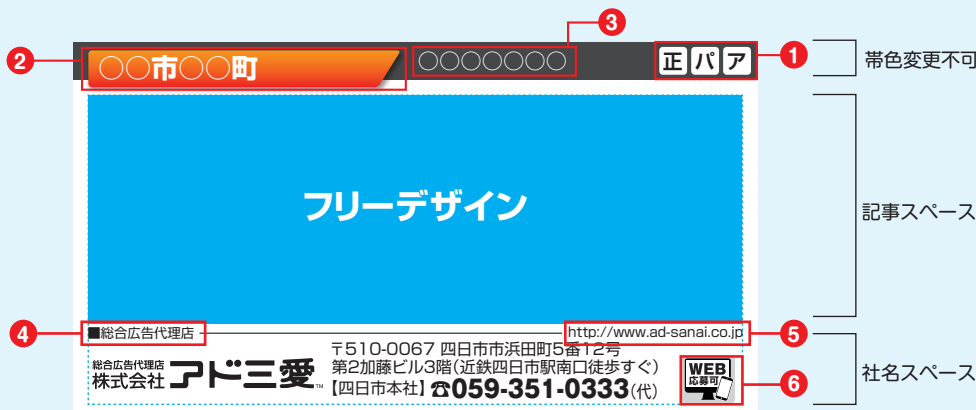 3
2
○○市○○町
○○○○○○○
正 パ ア
1
帯色変更不可
フリーデザイン
記事スペース
4
■総合広告代理店
http://www.ad-sanai.co.jp
5
総合広告代理店
株式会社 アド三愛™
〒510-0067 四日市市浜田町5番12号
第2加藤ビル3階(近鉄四日市駅南口徒歩すぐ)
【四日市本社】☎059-351-0333(代)
WEB
応募可
6
社名スペース